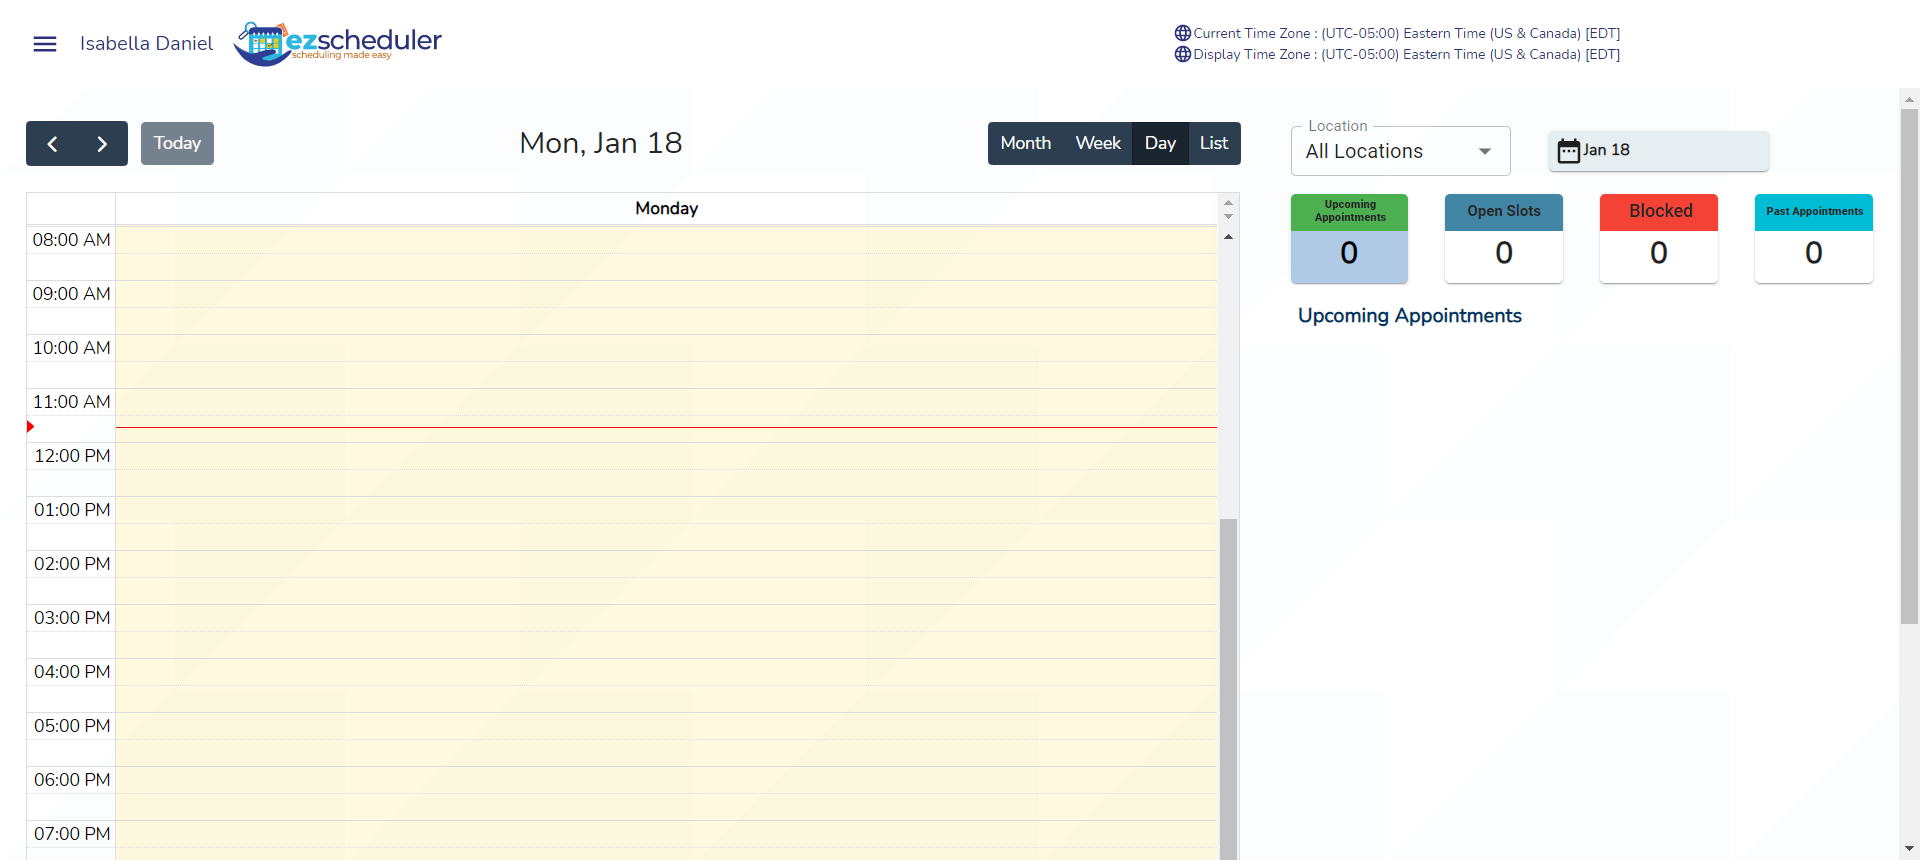 Isabella Daniel
ezscheduler
scheduling made easy
Current Time Zone : (UTC-05:00) Eastern Time (US & Canada) [EDT]
Display Time Zone : (UTC-05:00) Eastern Time (US & Canada) [EDT]
Today
Mon, Jan 18
Month Week Day List
Location
All Locations
Jan 18
Monday
08:00 AM
09:00 AM
10:00 AM
11:00 AM
12:00 PM
01:00 PM
02:00 PM
03:00 PM
04:00 PM
05:00 PM
06:00 PM
07:00 PM
Upcoming
Appointments
0
Open Slots
0
Blocked
0
Past Appointments
0
Upcoming Appointments